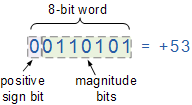 8-bit word
00110101 = +53
positive magnitude
sign bit bits